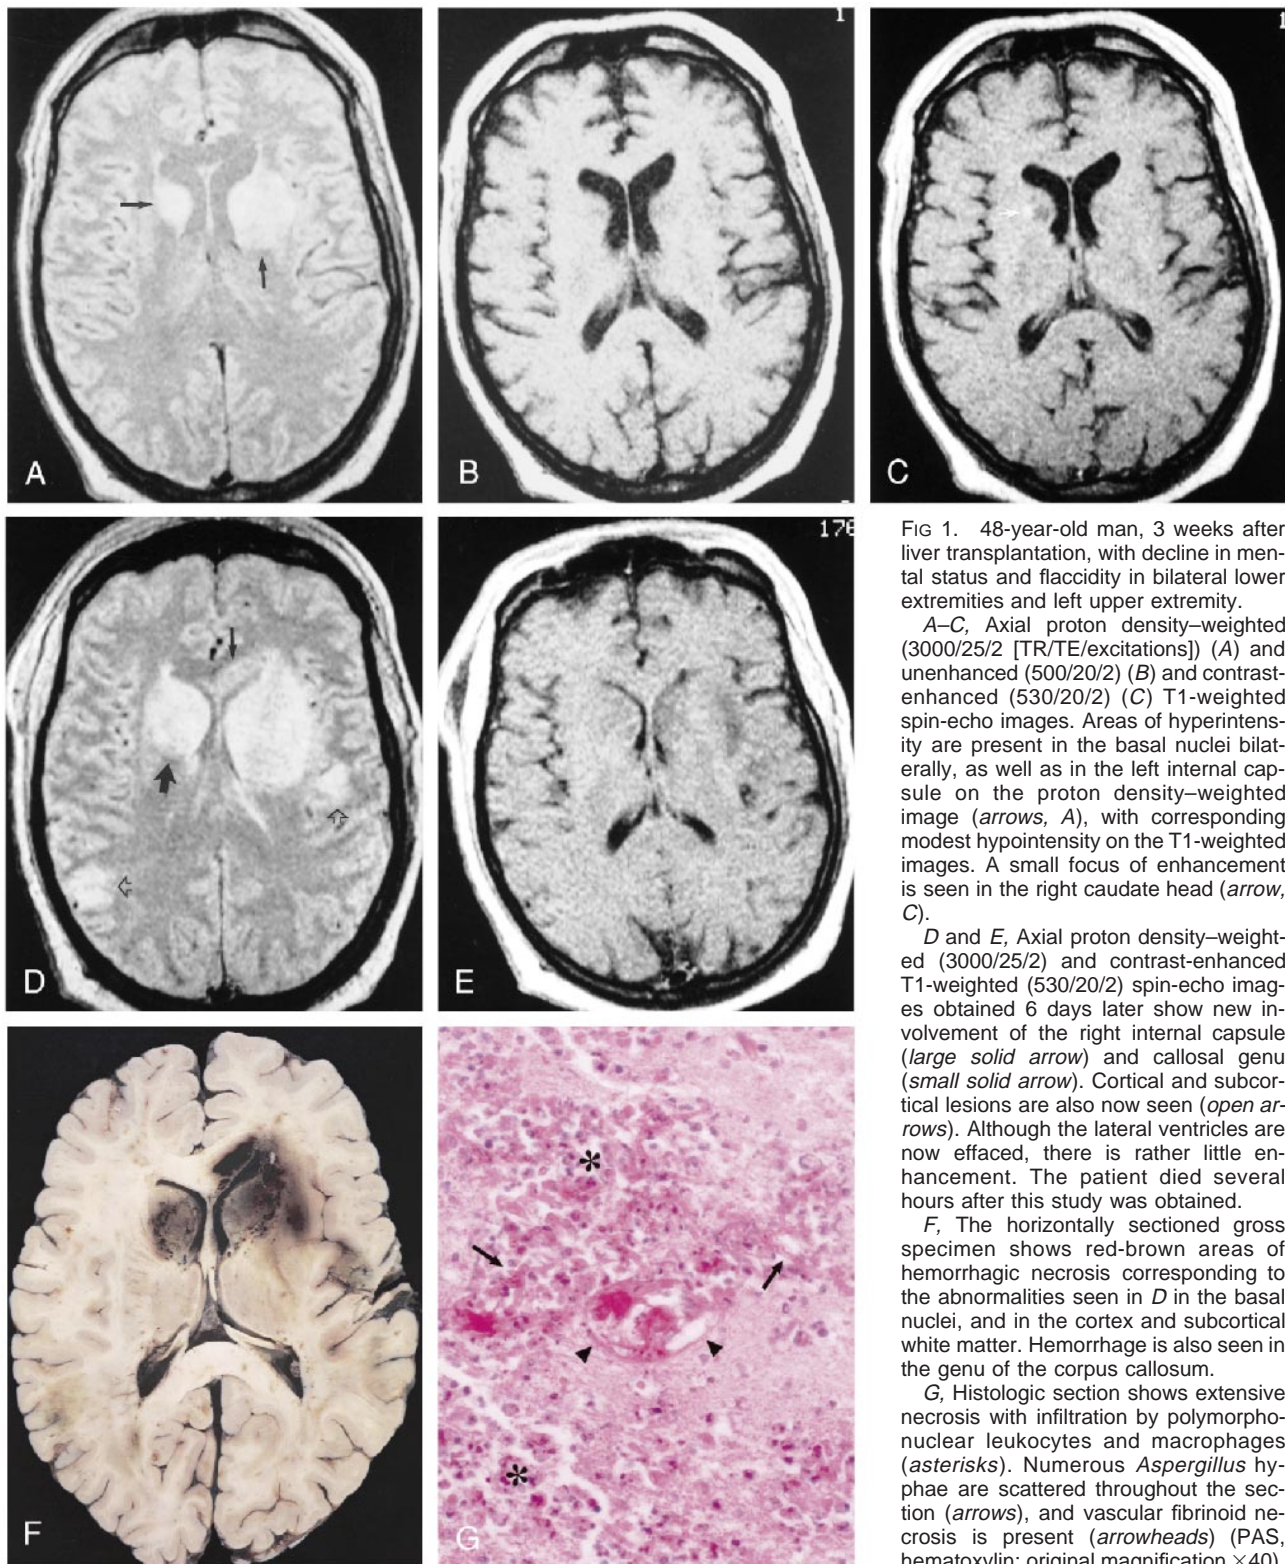 1
1
A
B
C
176
D
E
F
G
FIG 1. 48-year-old man, 3 weeks after
liver transplantation, with decline in men-
tal status and flaccidity in bilateral lower
extremities and left upper extremity.
A–C, Axial proton density–weighted
(3000/25/2 [TR/TE/excitations]) (A) and
unenhanced (500/20/2) (B) and contrast-
enhanced (530/20/2) (C) T1-weighted
spin-echo images. Areas of hyperintens-
ity are present in the basal nuclei bilat-
erally, as well as in the left internal cap-
sule on the proton density–weighted
image (arrows, A), with corresponding
modest hypointensity on the T1-weighted
images. A small focus of enhancement
is seen in the right caudate head (arrow,
C).
D and E, Axial proton density–weight-
ed (3000/25/2) and contrast-enhanced
T1-weighted (530/20/2) spin-echo imag-
es obtained 6 days later show new in-
volvement of the right internal capsule
(large solid arrow) and callosal genu
(small solid arrow). Cortical and subcor-
tical lesions are also now seen (open ar-
rows). Although the lateral ventricles are
now effaced, there is rather little en-
hancement. The patient died several
hours after this study was obtained.
F, The horizontally sectioned gross
specimen shows red-brown areas of
hemorrhagic necrosis corresponding to
the abnormalities seen in D in the basal
nuclei, and in the cortex and subcortical
white matter. Hemorrhage is also seen in
the genu of the corpus callosum.
G, Histologic section shows extensive
necrosis with infiltration by polymorpho-
nuclear leukocytes and macrophages
(asterisks). Numerous Aspergillus hy-
phae are scattered throughout the sec-
tion (arrows), and vascular fibrinoid ne-
crosis is present (arrowheads) (PAS,
hematoxylin; original magnification ×40)